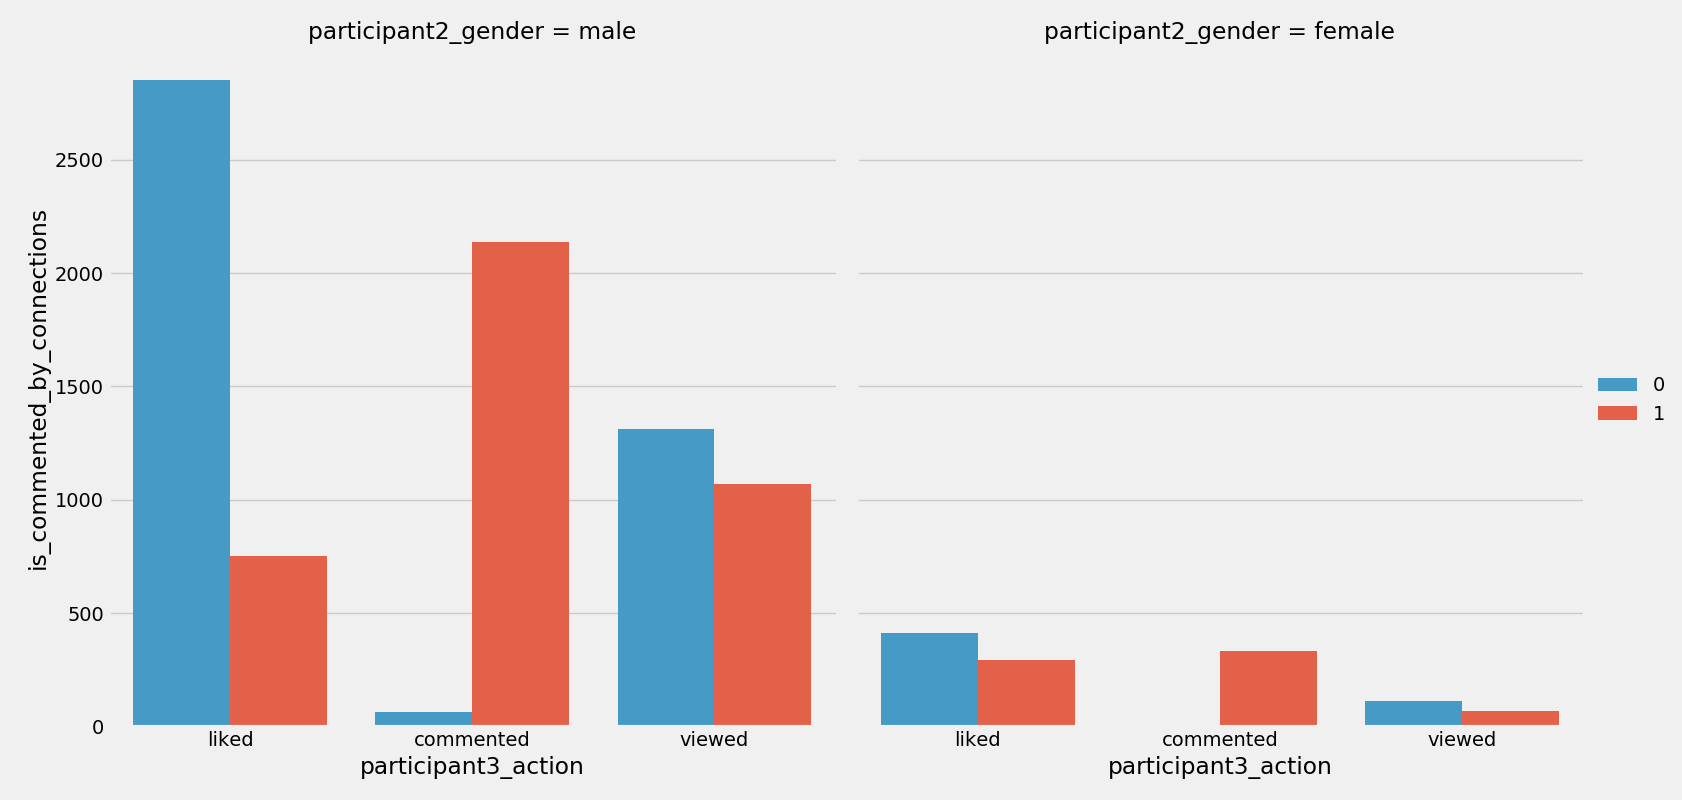 participant2_gender = male
participant2_gender = female
is_commented_by_connections
2500
2000
1500
1000
500
0
liked
commented
viewed
participant3_action
liked
commented
viewed
participant3_action
0
1